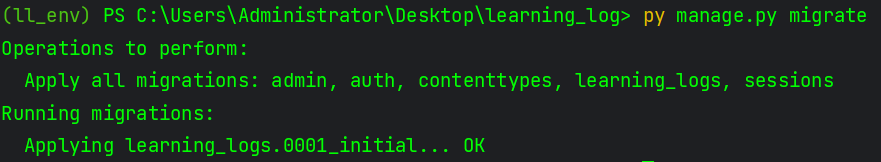 (ll_env) PS C:\Users\Administrator\Desktop\learning_log> py manage.py migrate
Operations to perform:
  Apply all migrations: admin, auth, contenttypes, learning_logs, sessions
Running migrations:
  Applying learning_logs.0001_initial... OK